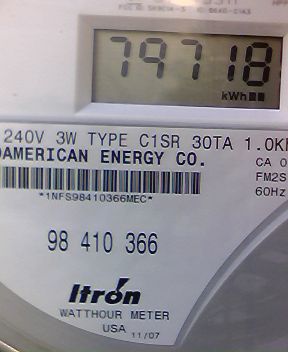 79718
kWh
240V 3W TYPE C1SR 30TA 1.0K
AMERICAN ENERGY CO.
CA 0
FM2S
60Hz
*1NFS98410366MEC*
98 410 366
Itrón
WATTHOUR METER
USA 11/07